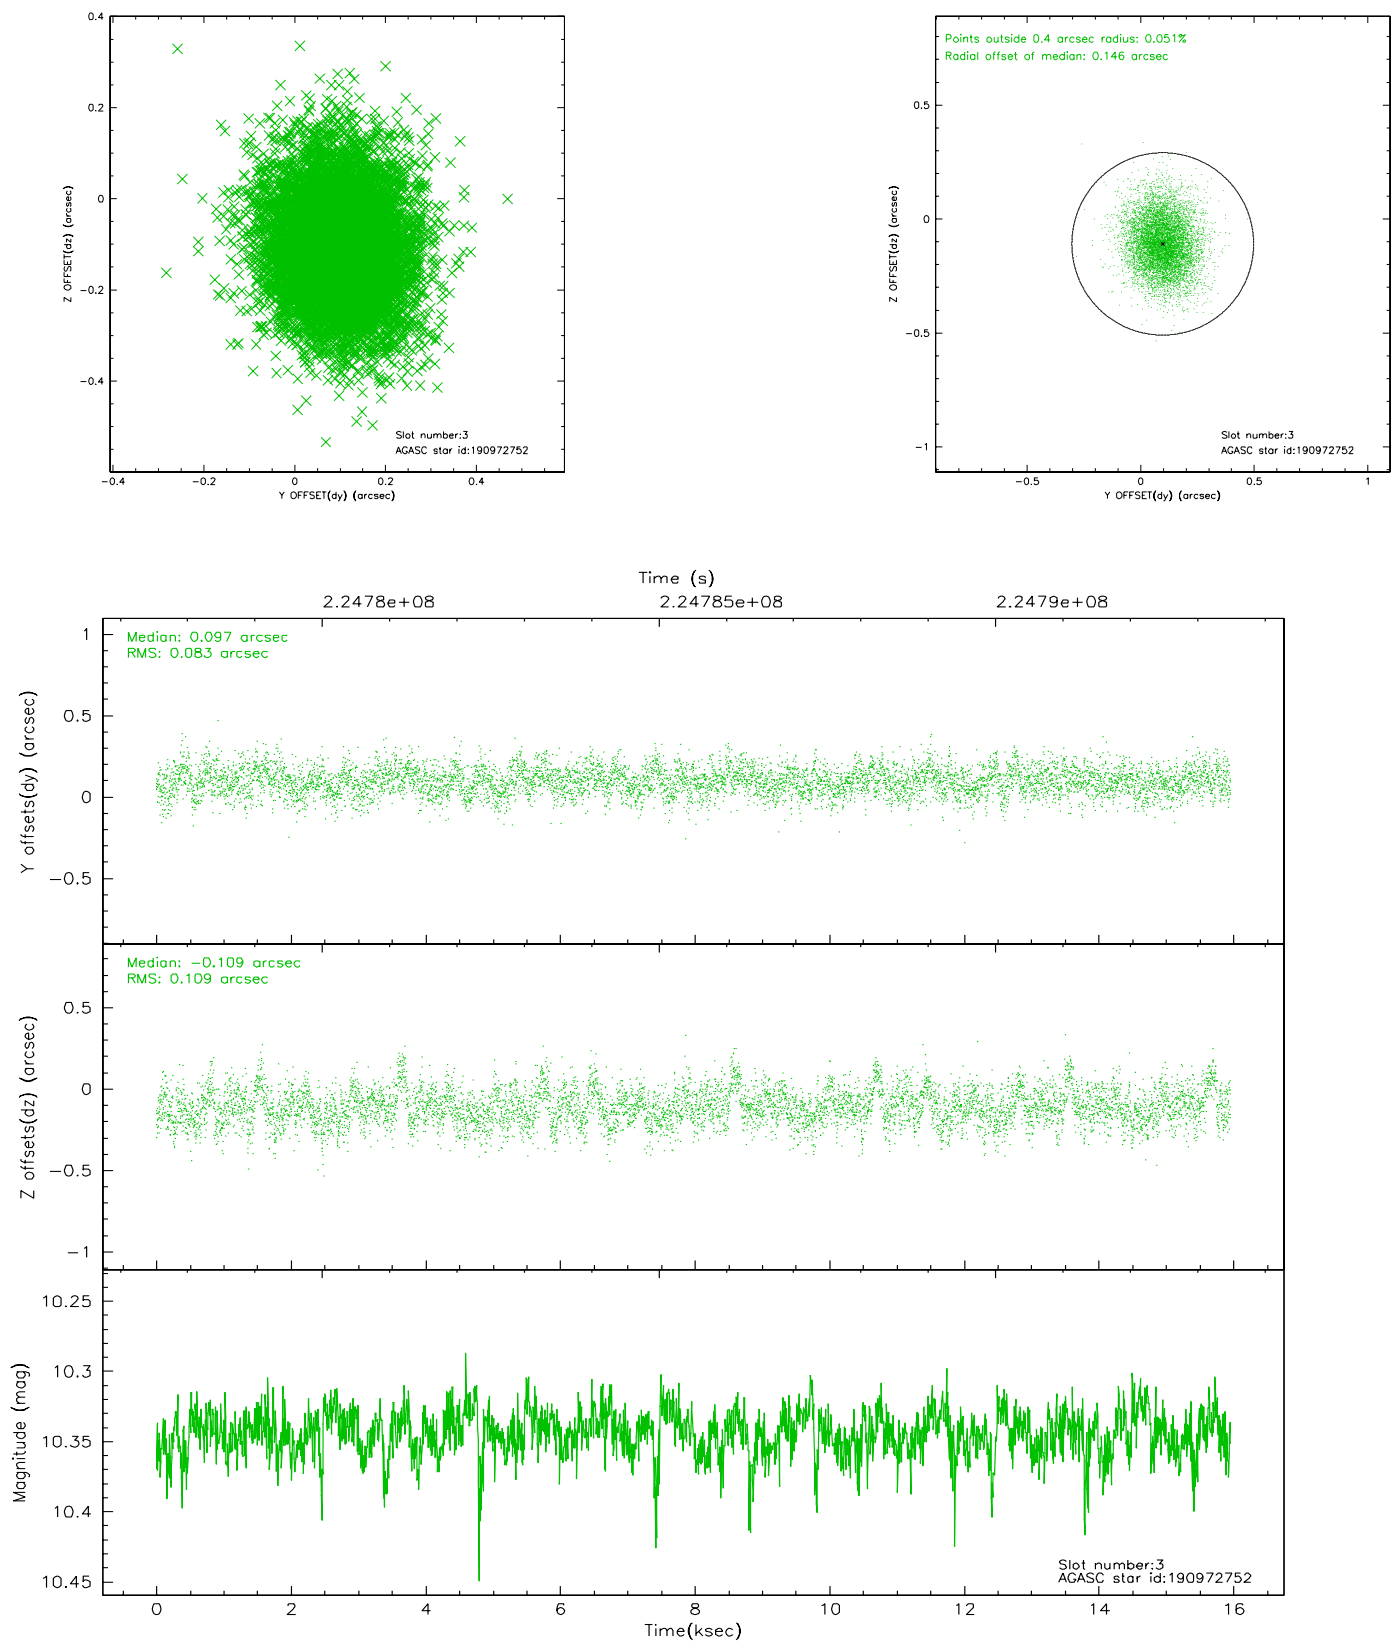 0.4
0.2
0
−0.2
−0.4
Z OFFSET(dz) (arcsec)
Slot number:3
AGASC star id:190972752
−0.4
−0.2
0
0.2
0.4
Y OFFSET(dy) (arcsec)
Points outside 0.4 arcsec radius: 0.051%
Radial offset of median: 0.146 arcsec
0.5
0
−0.5
−1
Z OFFSET(dz) (arcsec)
Slot number:3
AGASC star id:190972752
−0.5
0
0.5
1
Y OFFSET(dy) (arcsec)
Time (s)
2.2478e+08
2.24785e+08
2.2479e+08
Median: 0.097 arcsec
RMS: 0.083 arcsec
1
0.5
0
−0.5
Y offsets(dy) (arcsec)
Median: −0.109 arcsec
RMS: 0.109 arcsec
0.5
0
−0.5
−1
Z offsets(dz) (arcsec)
10.25
10.3
10.35
10.4
10.45
Magnitude (mag)
Slot number:3
AGASC star id:190972752
0
2
4
6
8
10
12
14
16
Time(ksec)